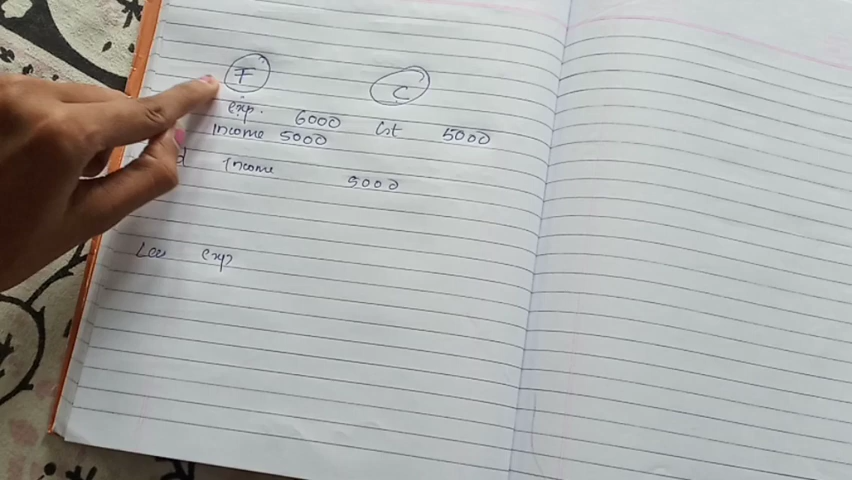 F C
exp. 6000 Cst 5000
Income 5000
d Income 5000
Less exp